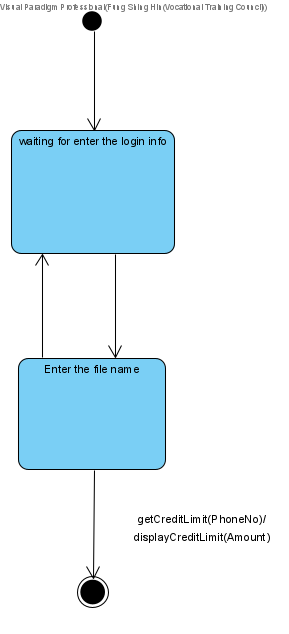 Visual Paradigm Professional(Fung Shing Hin(Vocational Training Council))
waiting for enter the login info
Enter the file name
getCreditLimit(PhoneNo)/
displayCreditLimit(Amount)